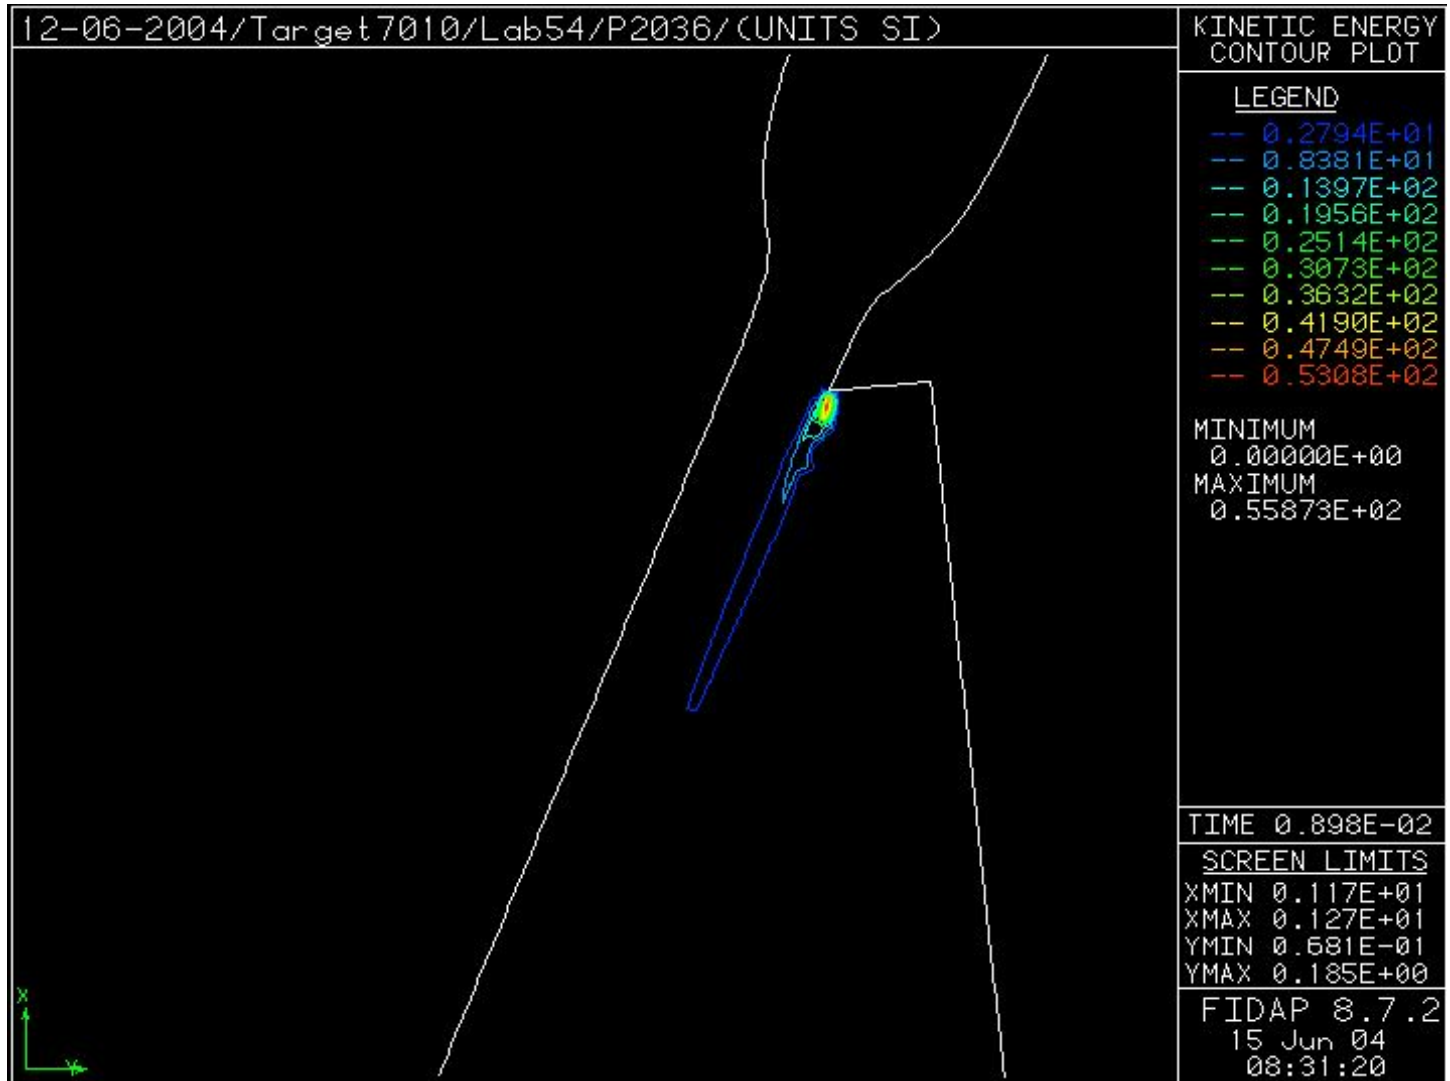 12-06-2004/Target7010/Lab54/P2036/(UNITS SI)
KINETIC ENERGY
CONTOUR PLOT
LEGEND
-- 0.2794E+01
-- 0.8381E+01
-- 0.1397E+02
-- 0.1956E+02
-- 0.2514E+02
-- 0.3073E+02
-- 0.3632E+02
-- 0.4190E+02
-- 0.4749E+02
-- 0.5308E+02
MINIMUM
0.00000E+00
MAXIMUM
0.55873E+02
TIME 0.898E-02
SCREEN LIMITS
XMIN 0.117E+01
XMAX 0.127E+01
YMIN 0.681E-01
YMAX 0.185E+00
FIDAP 8.7.2
15 Jun 04
08:31:20
X
Y